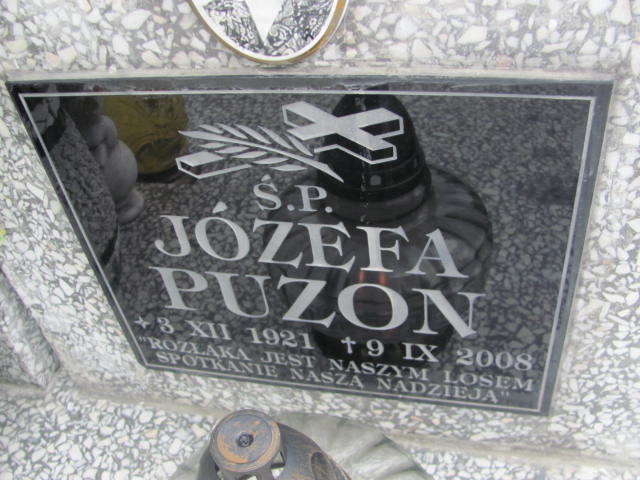 Ś.P.
JÓZEFA
PUZON
* 3 XII 1921 † 9 IX 2008
"ROZŁĄKA JEST NASZYM LOSEM
SPOTKANIE NASZĄ NADZIEJĄ"